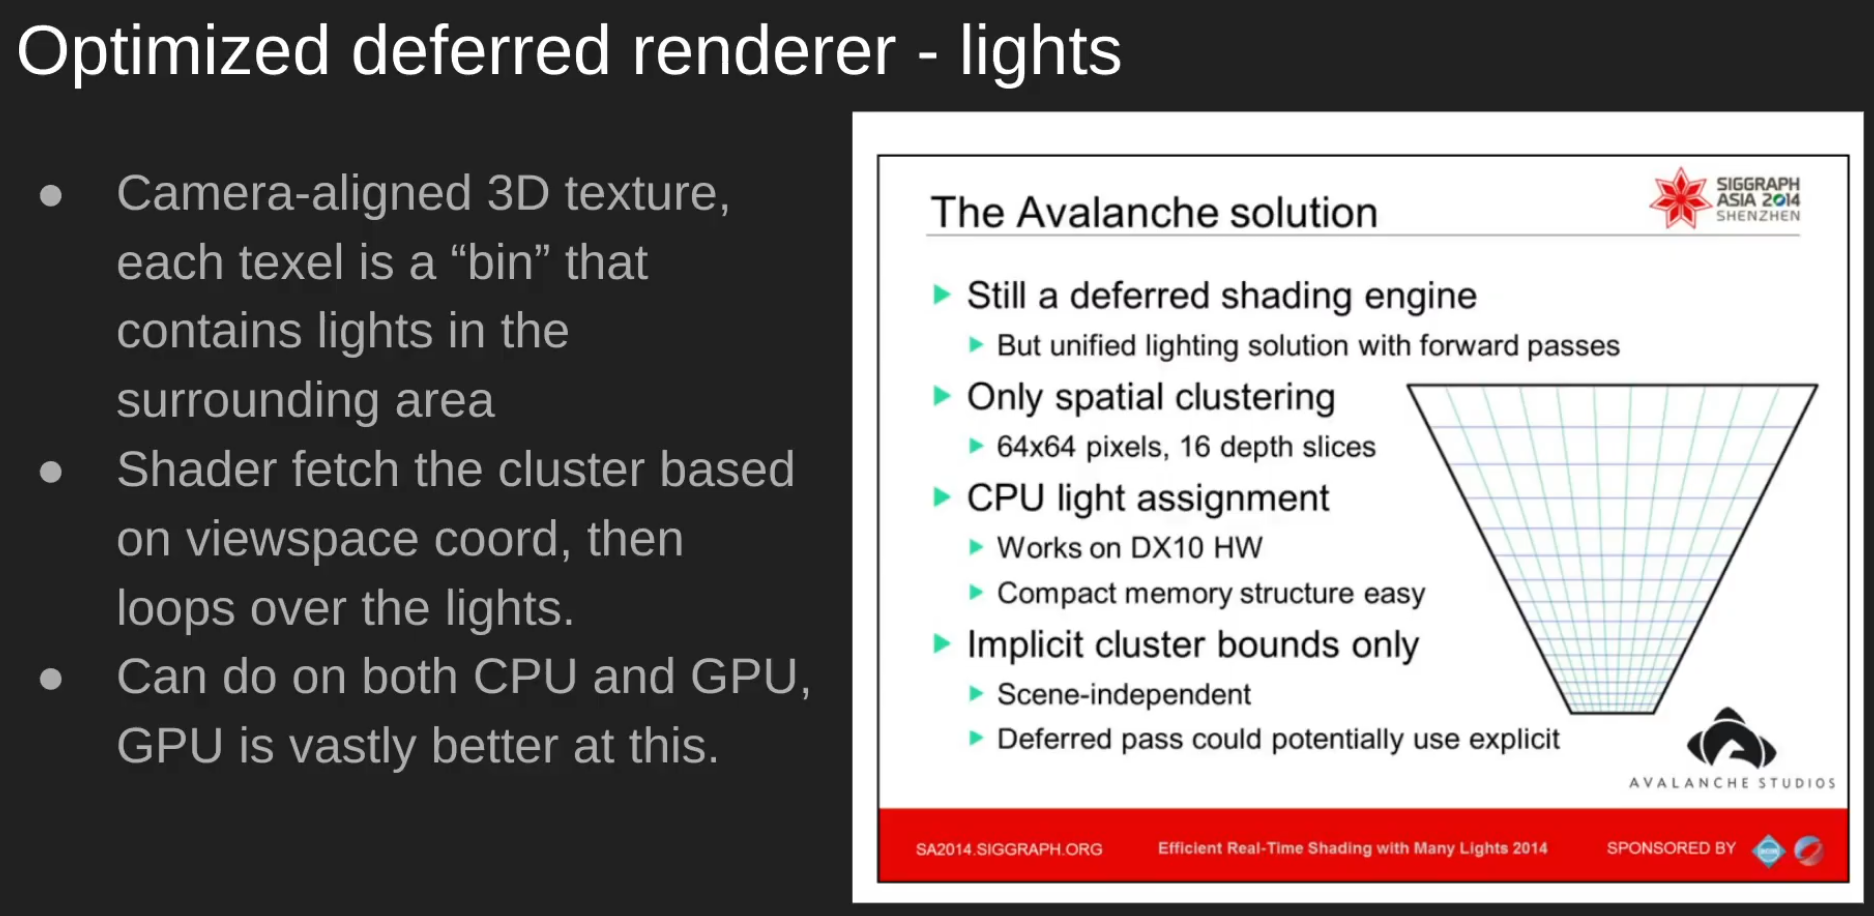 Optimized deferred renderer - lights
● Camera-aligned 3D texture,
each texel is a “bin” that
contains lights in the
surrounding area
● Shader fetch the cluster based
on viewspace coord, then
loops over the lights.
● Can do on both CPU and GPU,
GPU is vastly better at this.
The Avalanche solution
SIGGRAPH
ASIA 2014
SHENZHEN
Still a deferred shading engine
But unified lighting solution with forward passes
Only spatial clustering
64x64 pixels, 16 depth slices
CPU light assignment
Works on DX10 HW
Compact memory structure easy
Implicit cluster bounds only
Scene-independent
Deferred pass could potentially use explicit
AVALANCHE STUDIOS
SA2014.SIGGRAPH.ORG
Efficient Real-Time Shading with Many Lights 2014
SPONSORED BY